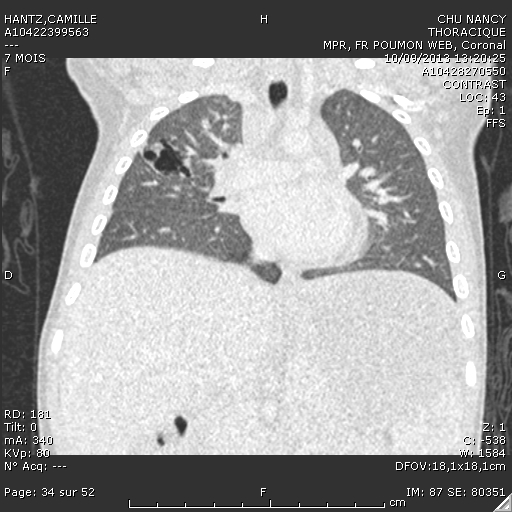 HANTZ,CAMILLE
A10422399563
---
7 MOIS
F
H
CHU NANCY
THORACIQUE
MPR, FR POUMON WEB, Coronal
10/09/2013 13:20:25
A10428270550
CONTRAST
LOC: 43
Ep: 1
FFS
D
G
RD: 181
Tilt: 0
mA: 340
KVp: 80
N° Acq: ---
Z: 1
C: -538
W: 1584
DFOV:18,1x18,1cm
Page: 34 sur 52
F
IM: 87 SE: 80351
cm